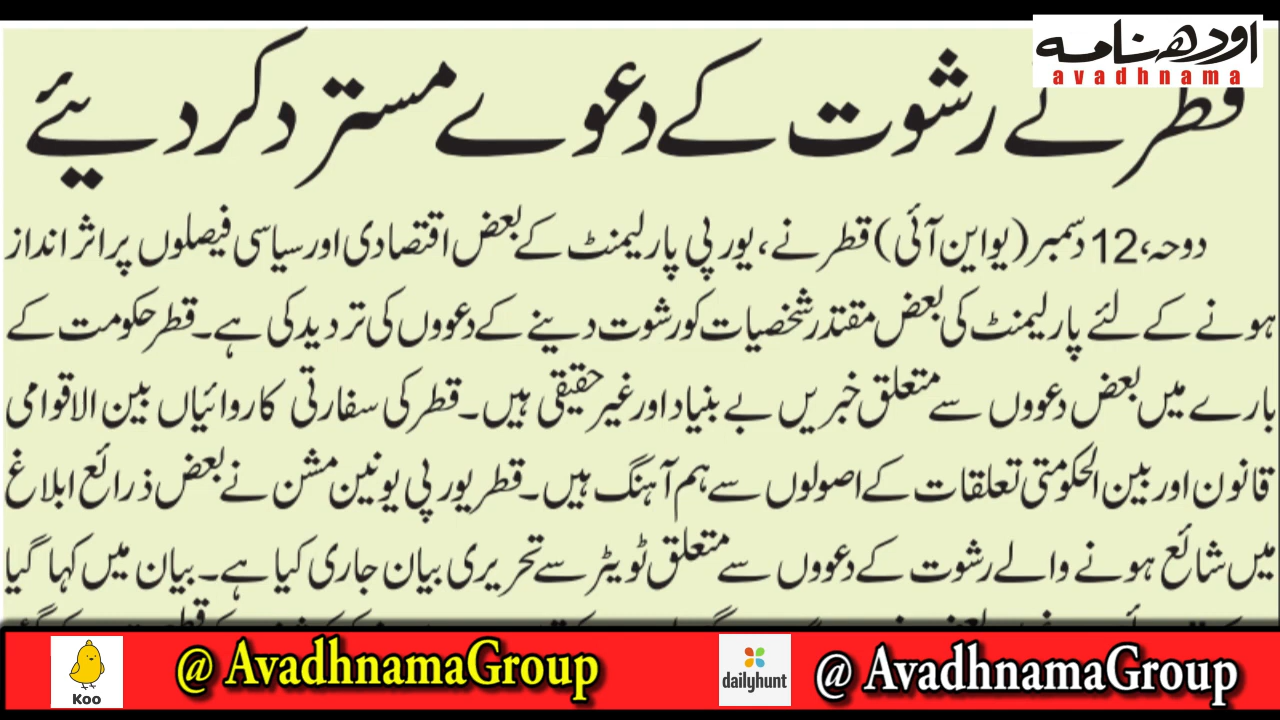 اودھ نامہ
avadhnama
قطر نے رشوت کے دعوے مسترد کر دیئے
دوحہ، 12 دسمبر (یو این آئی) قطر نے، یورپی پارلیمنٹ کے بعض اقتصادی اور سیاسی فیصلوں پر اثر انداز
ہونے کے لئے پارلیمنٹ کی بعض مقتدر شخصیات کو رشوت دینے کے دعووں کی تردید کی ہے۔ قطر حکومت کے
بارے میں بعض دعووں سے متعلق خبریں بے بنیاد اور غیر حقیقی ہیں۔ قطر کی سفارتی کاروائیاں بین الاقوامی
قانون اور بین الحکومتی تعلقات کے اصولوں سے ہم آہنگ ہیں۔ قطر یورپی یونین مشن نے بعض ذرائع ابلاغ
میں شائع ہونے والے رشوت کے دعووں سے متعلق ٹویٹر سے تحریری بیان جاری کیا ہے۔ بیان میں کہا گیا
Koo
@ AvadhnamaGroup
dailyhunt
@ AvadhnamaGroup